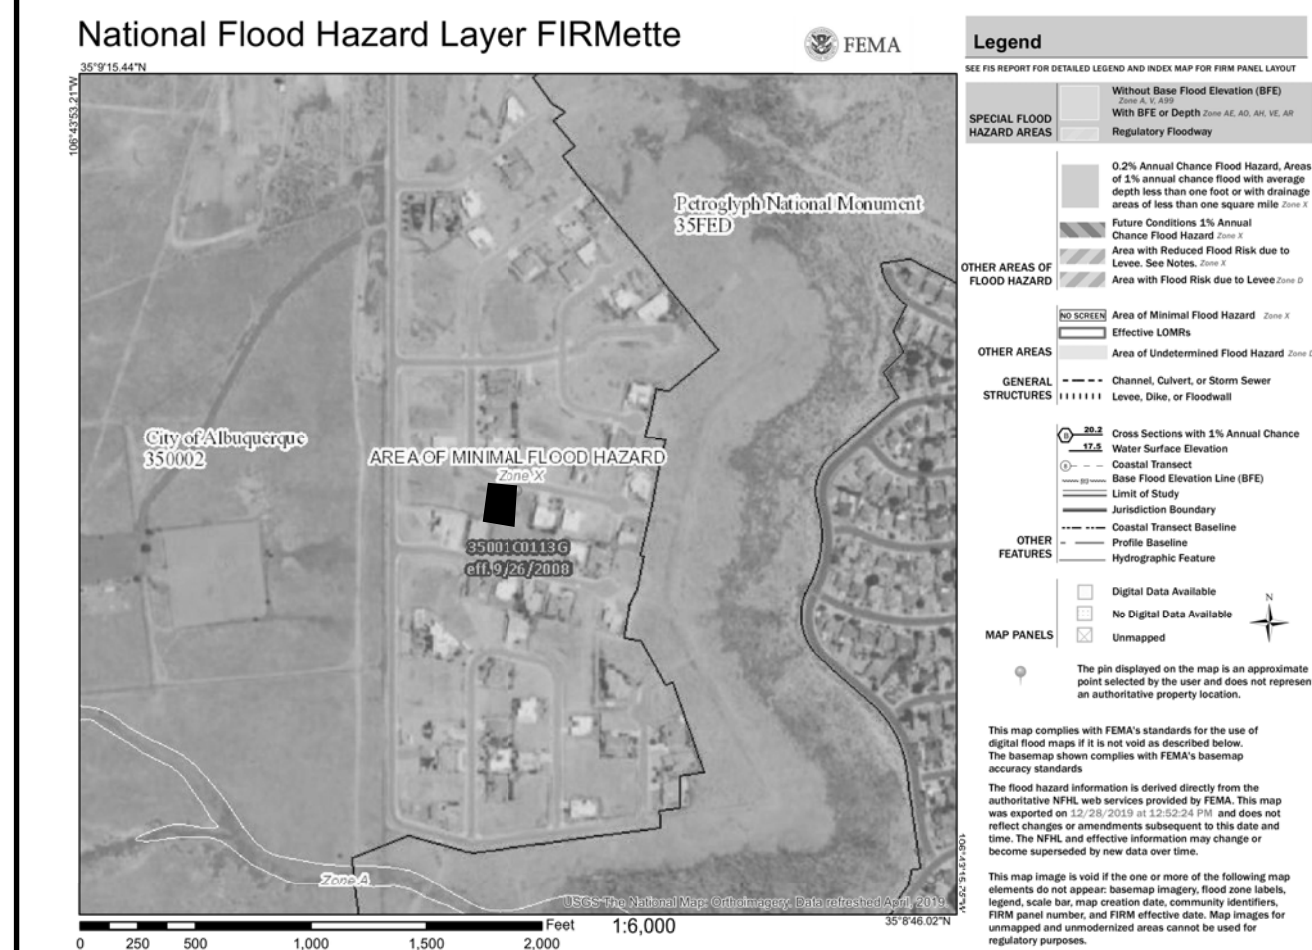 National Flood Hazard Layer FIRMette
FEMA
Legend
SEE FIS REPORT FOR DETAILED LEGEND AND INDEX MAP FOR FIRM PANEL LAYOUT
35°9'15.44"N
106°43'53.21"W
Petroglyph National Monument
35FED
City of Albuquerque
350002
AREA OF MINIMAL FLOOD HAZARD
Zone X
35001C0113G
eff. 9/26/2008
Zone A
USGS The National Map: Orthoimagery. Data refreshed April, 2019.
35°8'46.02"N
106°43'15.75"W
Feet
1:6,000
0 250 500 1,000 1,500 2,000
SPECIAL FLOOD
HAZARD AREAS
Without Base Flood Elevation (BFE)
Zone A, V, A99
With BFE or Depth Zone AE, AO, AH, VE, AR
Regulatory Floodway
OTHER AREAS OF
FLOOD HAZARD
0.2% Annual Chance Flood Hazard, Areas
of 1% annual chance flood with average
depth less than one foot or with drainage
areas of less than one square mile Zone X
Future Conditions 1% Annual
Chance Flood Hazard Zone X
Area with Reduced Flood Risk due to
Levee. See Notes. Zone X
Area with Flood Risk due to Levee Zone D
OTHER AREAS
NO SCREEN Area of Minimal Flood Hazard Zone X
Effective LOMRs
Area of Undetermined Flood Hazard Zone
GENERAL
STRUCTURES
Channel, Culvert, or Storm Sewer
Levee, Dike, or Floodwall
OTHER
FEATURES
B 20.2 Cross Sections with 1% Annual Chance
17.5 Water Surface Elevation
8 Coastal Transect
513 Base Flood Elevation Line (BFE)
Limit of Study
Jurisdiction Boundary
Coastal Transect Baseline
Profile Baseline
Hydrographic Feature
MAP PANELS
Digital Data Available
No Digital Data Available
Unmapped
N
The pin displayed on the map is an approximate
point selected by the user and does not represen
an authoritative property location.
This map complies with FEMA's standards for the use of
digital flood maps if it is not void as described below.
The basemap shown complies with FEMA's basemap
accuracy standards
The flood hazard information is derived directly from the
authoritative NFHL web services provided by FEMA. This map
was exported on 12/28/2019 at 12:52:24 PM and does not
reflect changes or amendments subsequent to this date and
time. The NFHL and effective information may change or
become superseded by new data over time.
This map image is void if the one or more of the following map
elements do not appear: basemap imagery, flood zone labels,
legend, scale bar, map creation date, community identifiers,
FIRM panel number, and FIRM effective date. Map images for
unmapped and unmodernized areas cannot be used for
regulatory purposes.